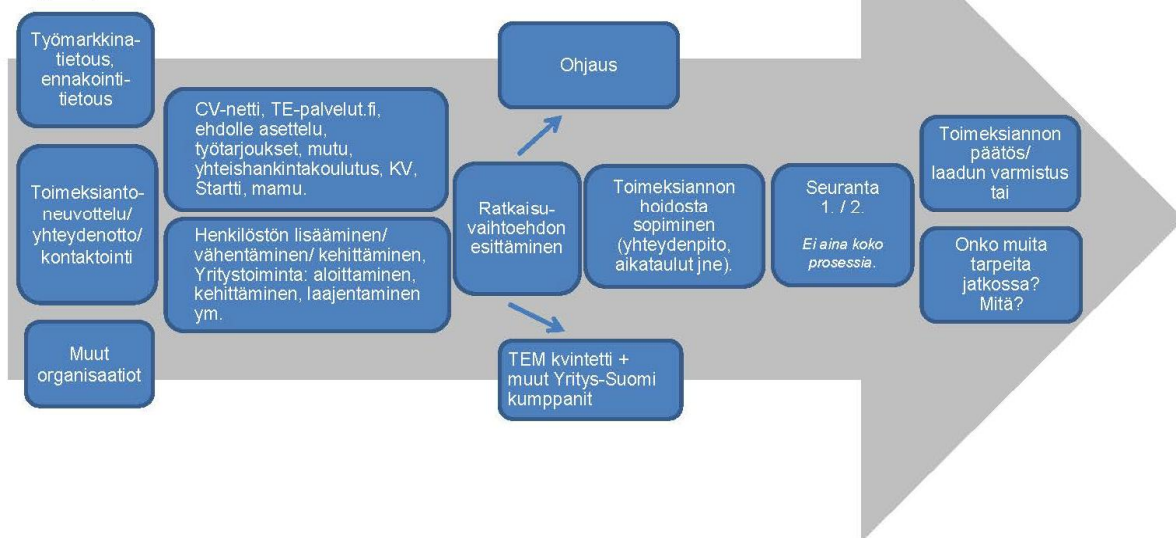 Työmarkkina-
tietous,
ennakointi-
tietous
Toimeksianto-
neuvottelu/
yhteydenotto/
kontaktointi
Muut
organisaatiot
CV-netti, TE-palvelut.fi,
ehdolle asettelu,
työtarjoukset, mutu,
yhteishankintakoulutus, KV,
Startti, mamu.
Henkilöstön lisääminen/
vähentäminen/ kehittäminen,
Yritystoiminta: aloittaminen,
kehittäminen, laajentaminen
ym.
Ohjaus
Ratkaisu-
vaihtoehdon
esittäminen
TEM kvintetti +
muut Yritys-Suomi
kumppanit
Toimeksiannon
hoidosta
sopiminen
(yhteydenpito,
aikataulut jne).
Seuranta
1. / 2.
Ei aina koko
prosessia.
Toimeksiannon
päätös/
laadun varmistus
tai
Onko muita
tarpeita
jatkossa?
Mitä?